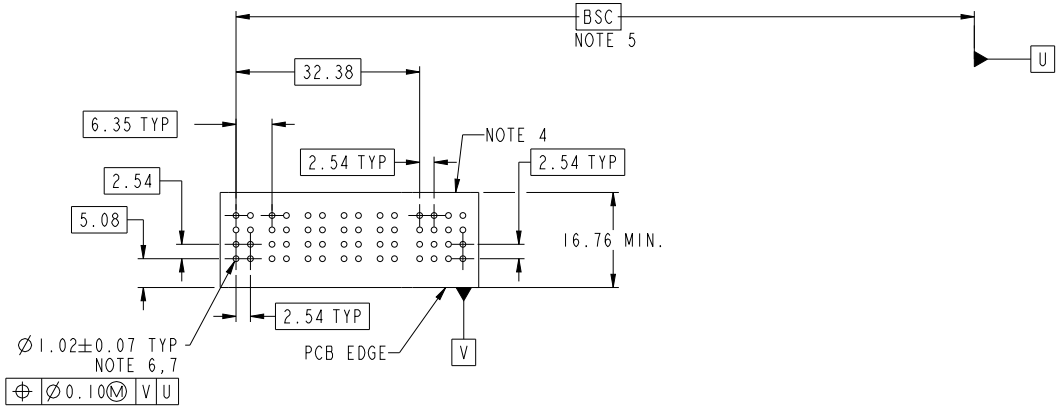 BSC
NOTE 5
U
32.38
6.35 TYP
NOTE 4
2.54 TYP
2.54 TYP
2.54
5.08
16.76 MIN.
2.54 TYP
Ø1.02±0.07 TYP
NOTE 6,7
PCB EDGE
V
⌖ Ø0.10Ⓜ V U